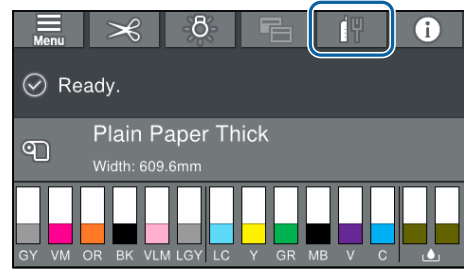 Menu
i
Ready.
Plain Paper Thick
Width: 609.6mm
GY VM OR BK VLM LGY LC Y GR MB V C